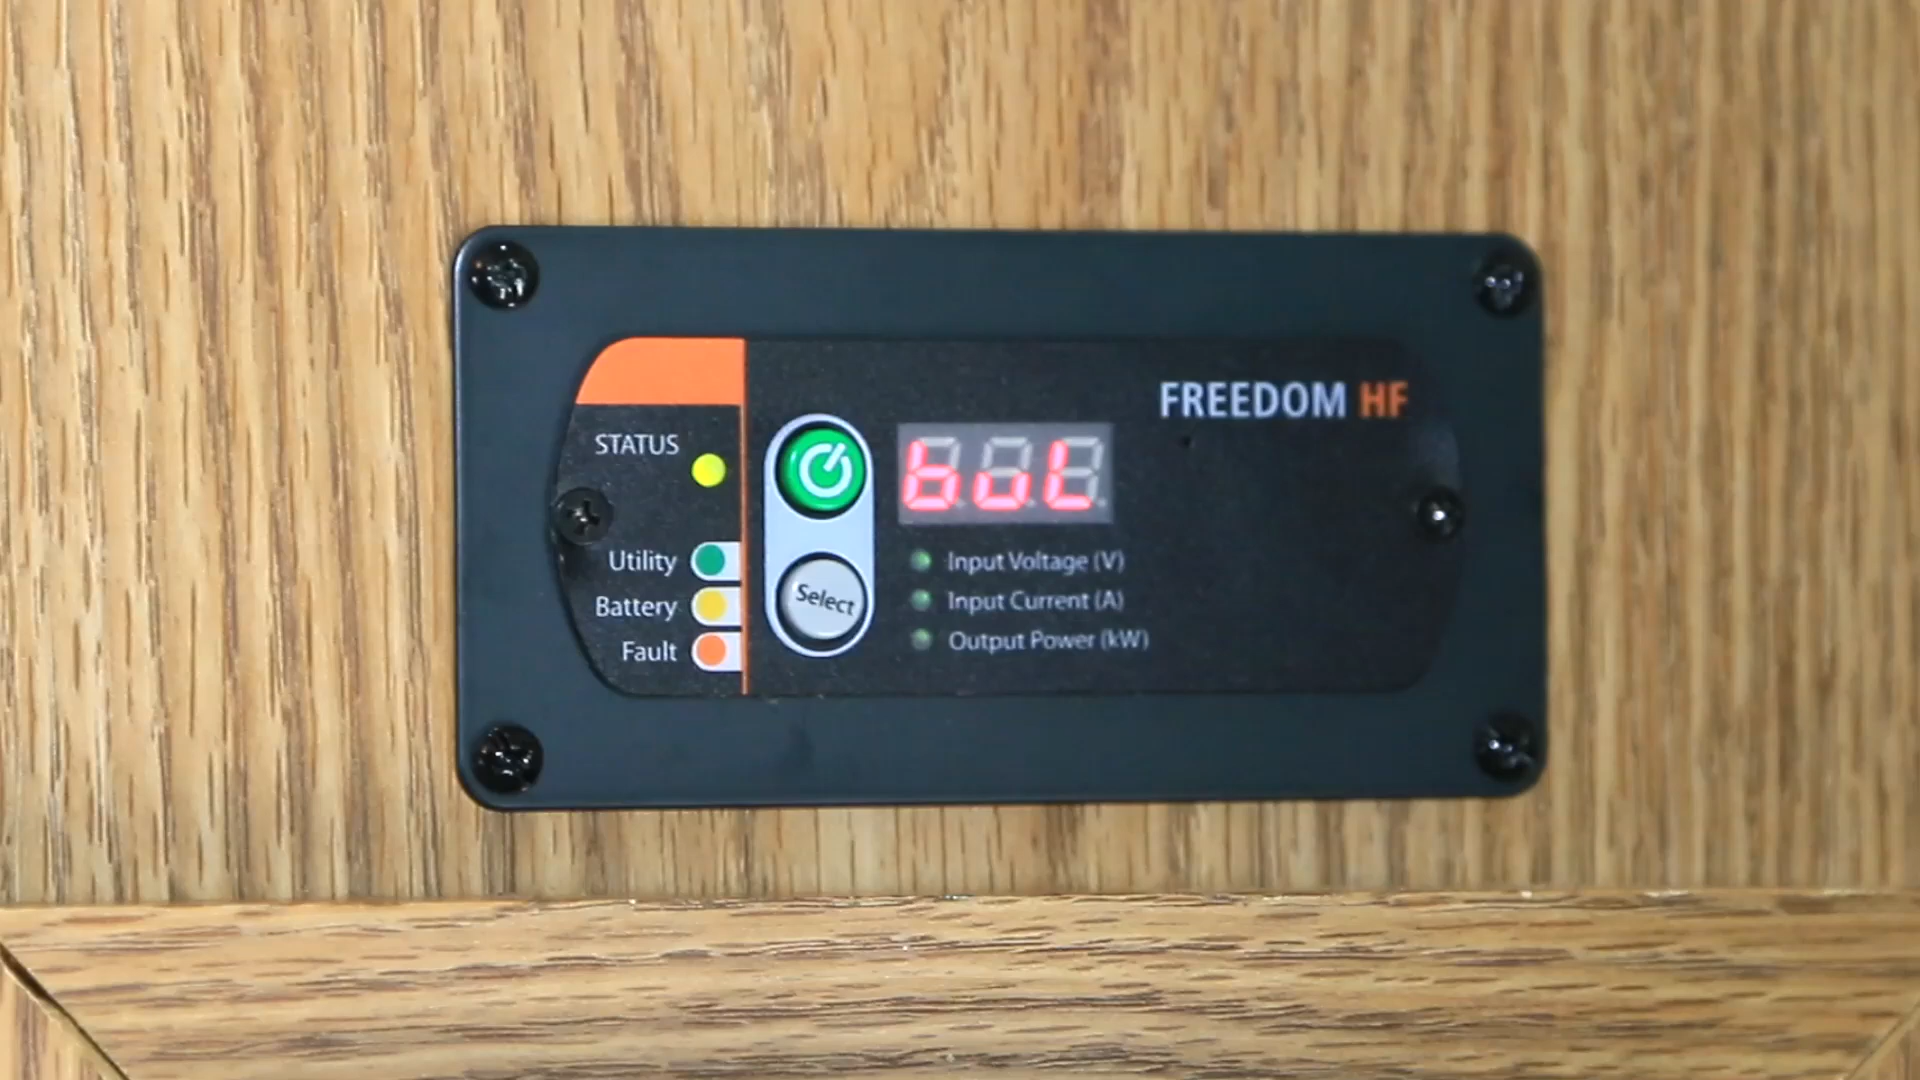 FREEDOM HF
STATUS
buL
Utility
Battery
Fault
Select
Input Voltage (V)
Input Current (A)
Output Power (kW)